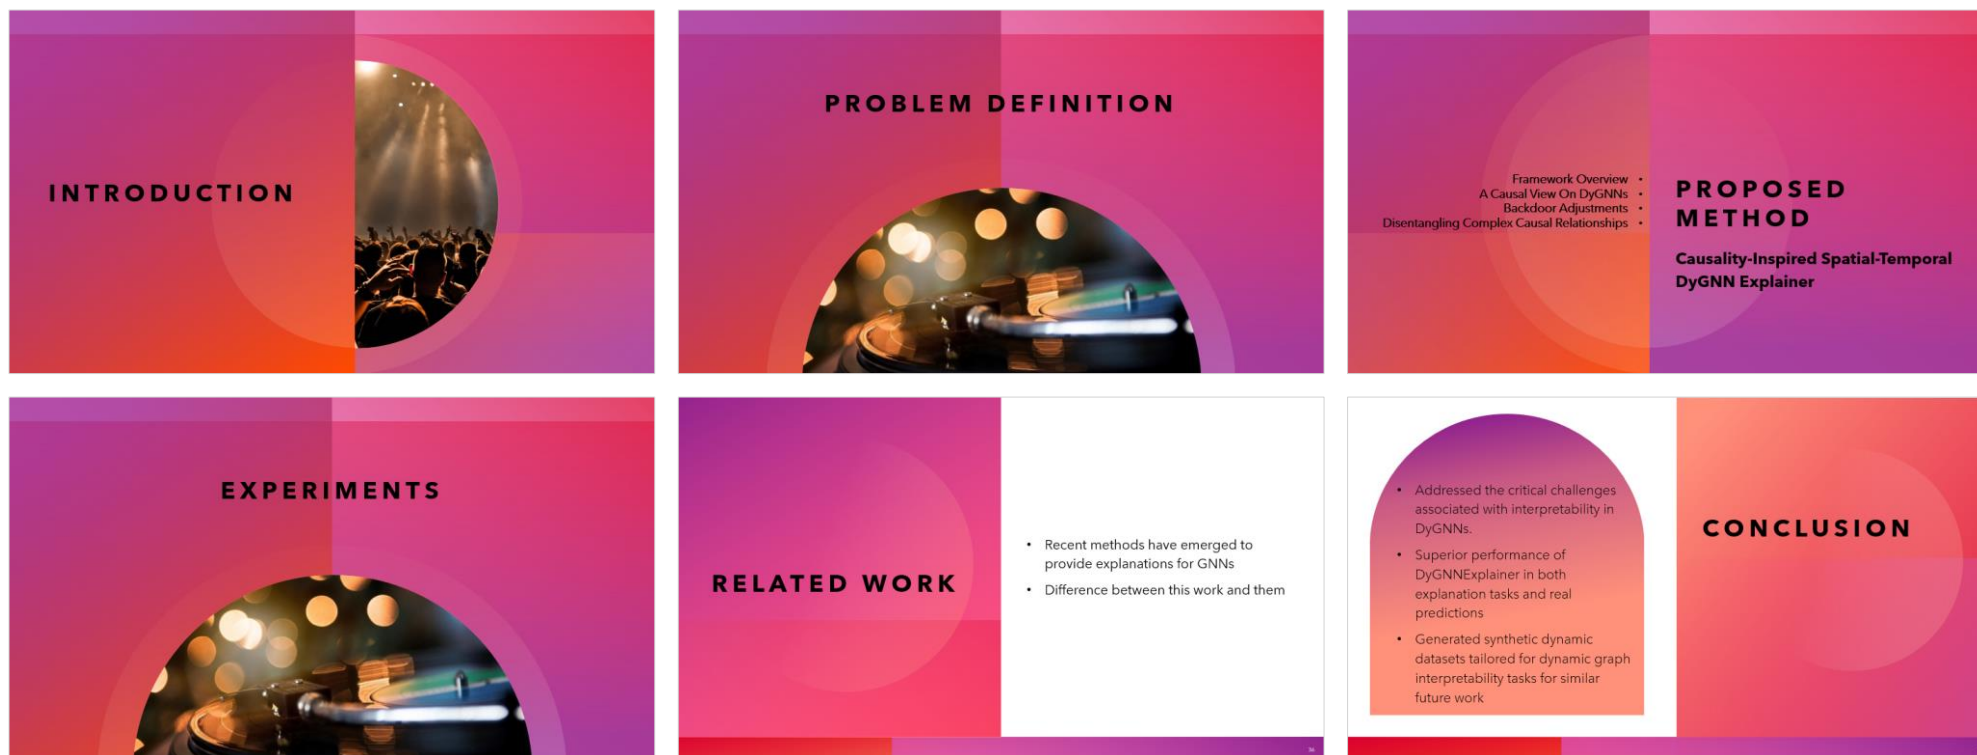 INTRODUCTION
PROBLEM DEFINITION
Framework Overview •
A Causal View On DyGNNs •
Backdoor Adjustments •
Disentangling Complex Causal Relationships •
PROPOSED
METHOD
Causality-Inspired Spatial-Temporal
DyGNN Explainer
EXPERIMENTS
RELATED WORK
• Recent methods have emerged to
provide explanations for GNNs
• Difference between this work and them
• Addressed the critical challenges
associated with interpretability in
DyGNNs.
• Superior performance of
DyGNNExplainer in both
explanation tasks and real
predictions
• Generated synthetic dynamic
datasets tailored for dynamic graph
interpretability tasks for similar
future work
CONCLUSION